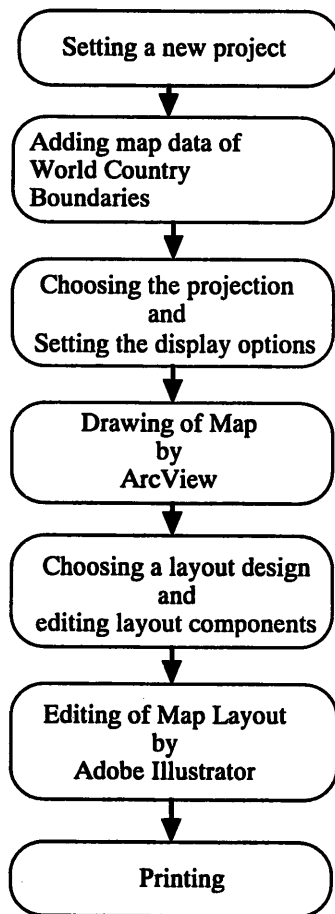 Setting a new project
Adding map data of
World Country
Boundaries
Choosing the projection
and
Setting the display options
Drawing of Map
by
ArcView
Choosing a layout design
and
editing layout components
Editing of Map Layout
by
Adobe Illustrator
Printing